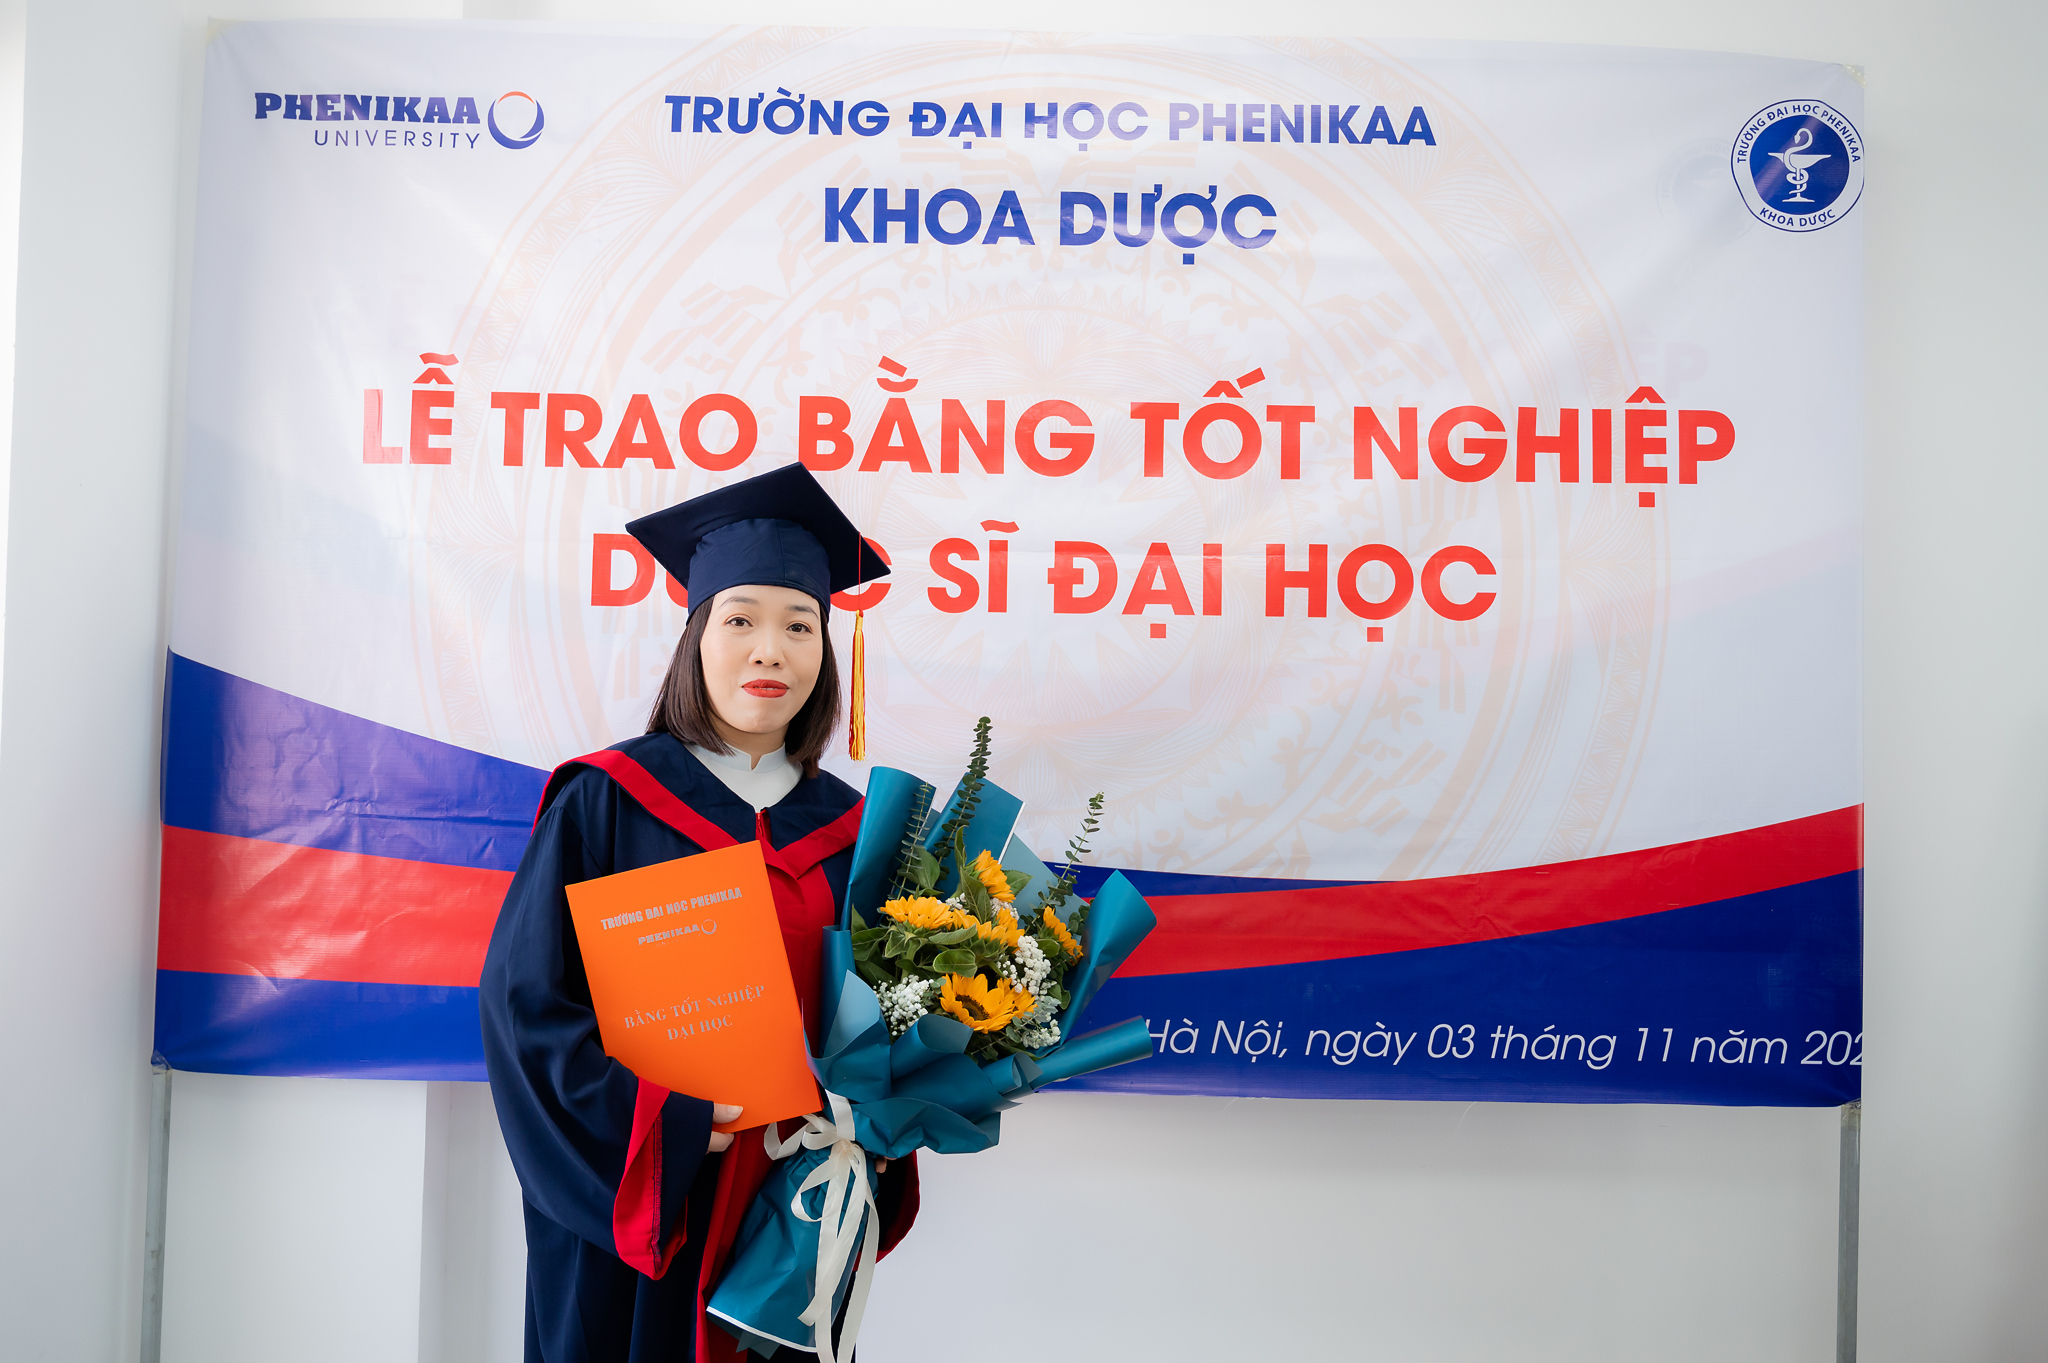 PHENIKAA
UNIVERSITY
TRƯỜNG ĐẠI HỌC PHENIKAA
KHOA DƯỢC
TRƯỜNG ĐẠI HỌC PHENIKAA
KHOA DƯỢC
LỄ TRAO BẰNG TỐT NGHIỆP
SĨ ĐẠI HỌC
TRƯỜNG ĐẠI HỌC PHENIKAA
PHENIKAA
BẰNG TỐT NGHIỆP
ĐẠI HỌC
Hà Nội, ngày 03 tháng 11 năm